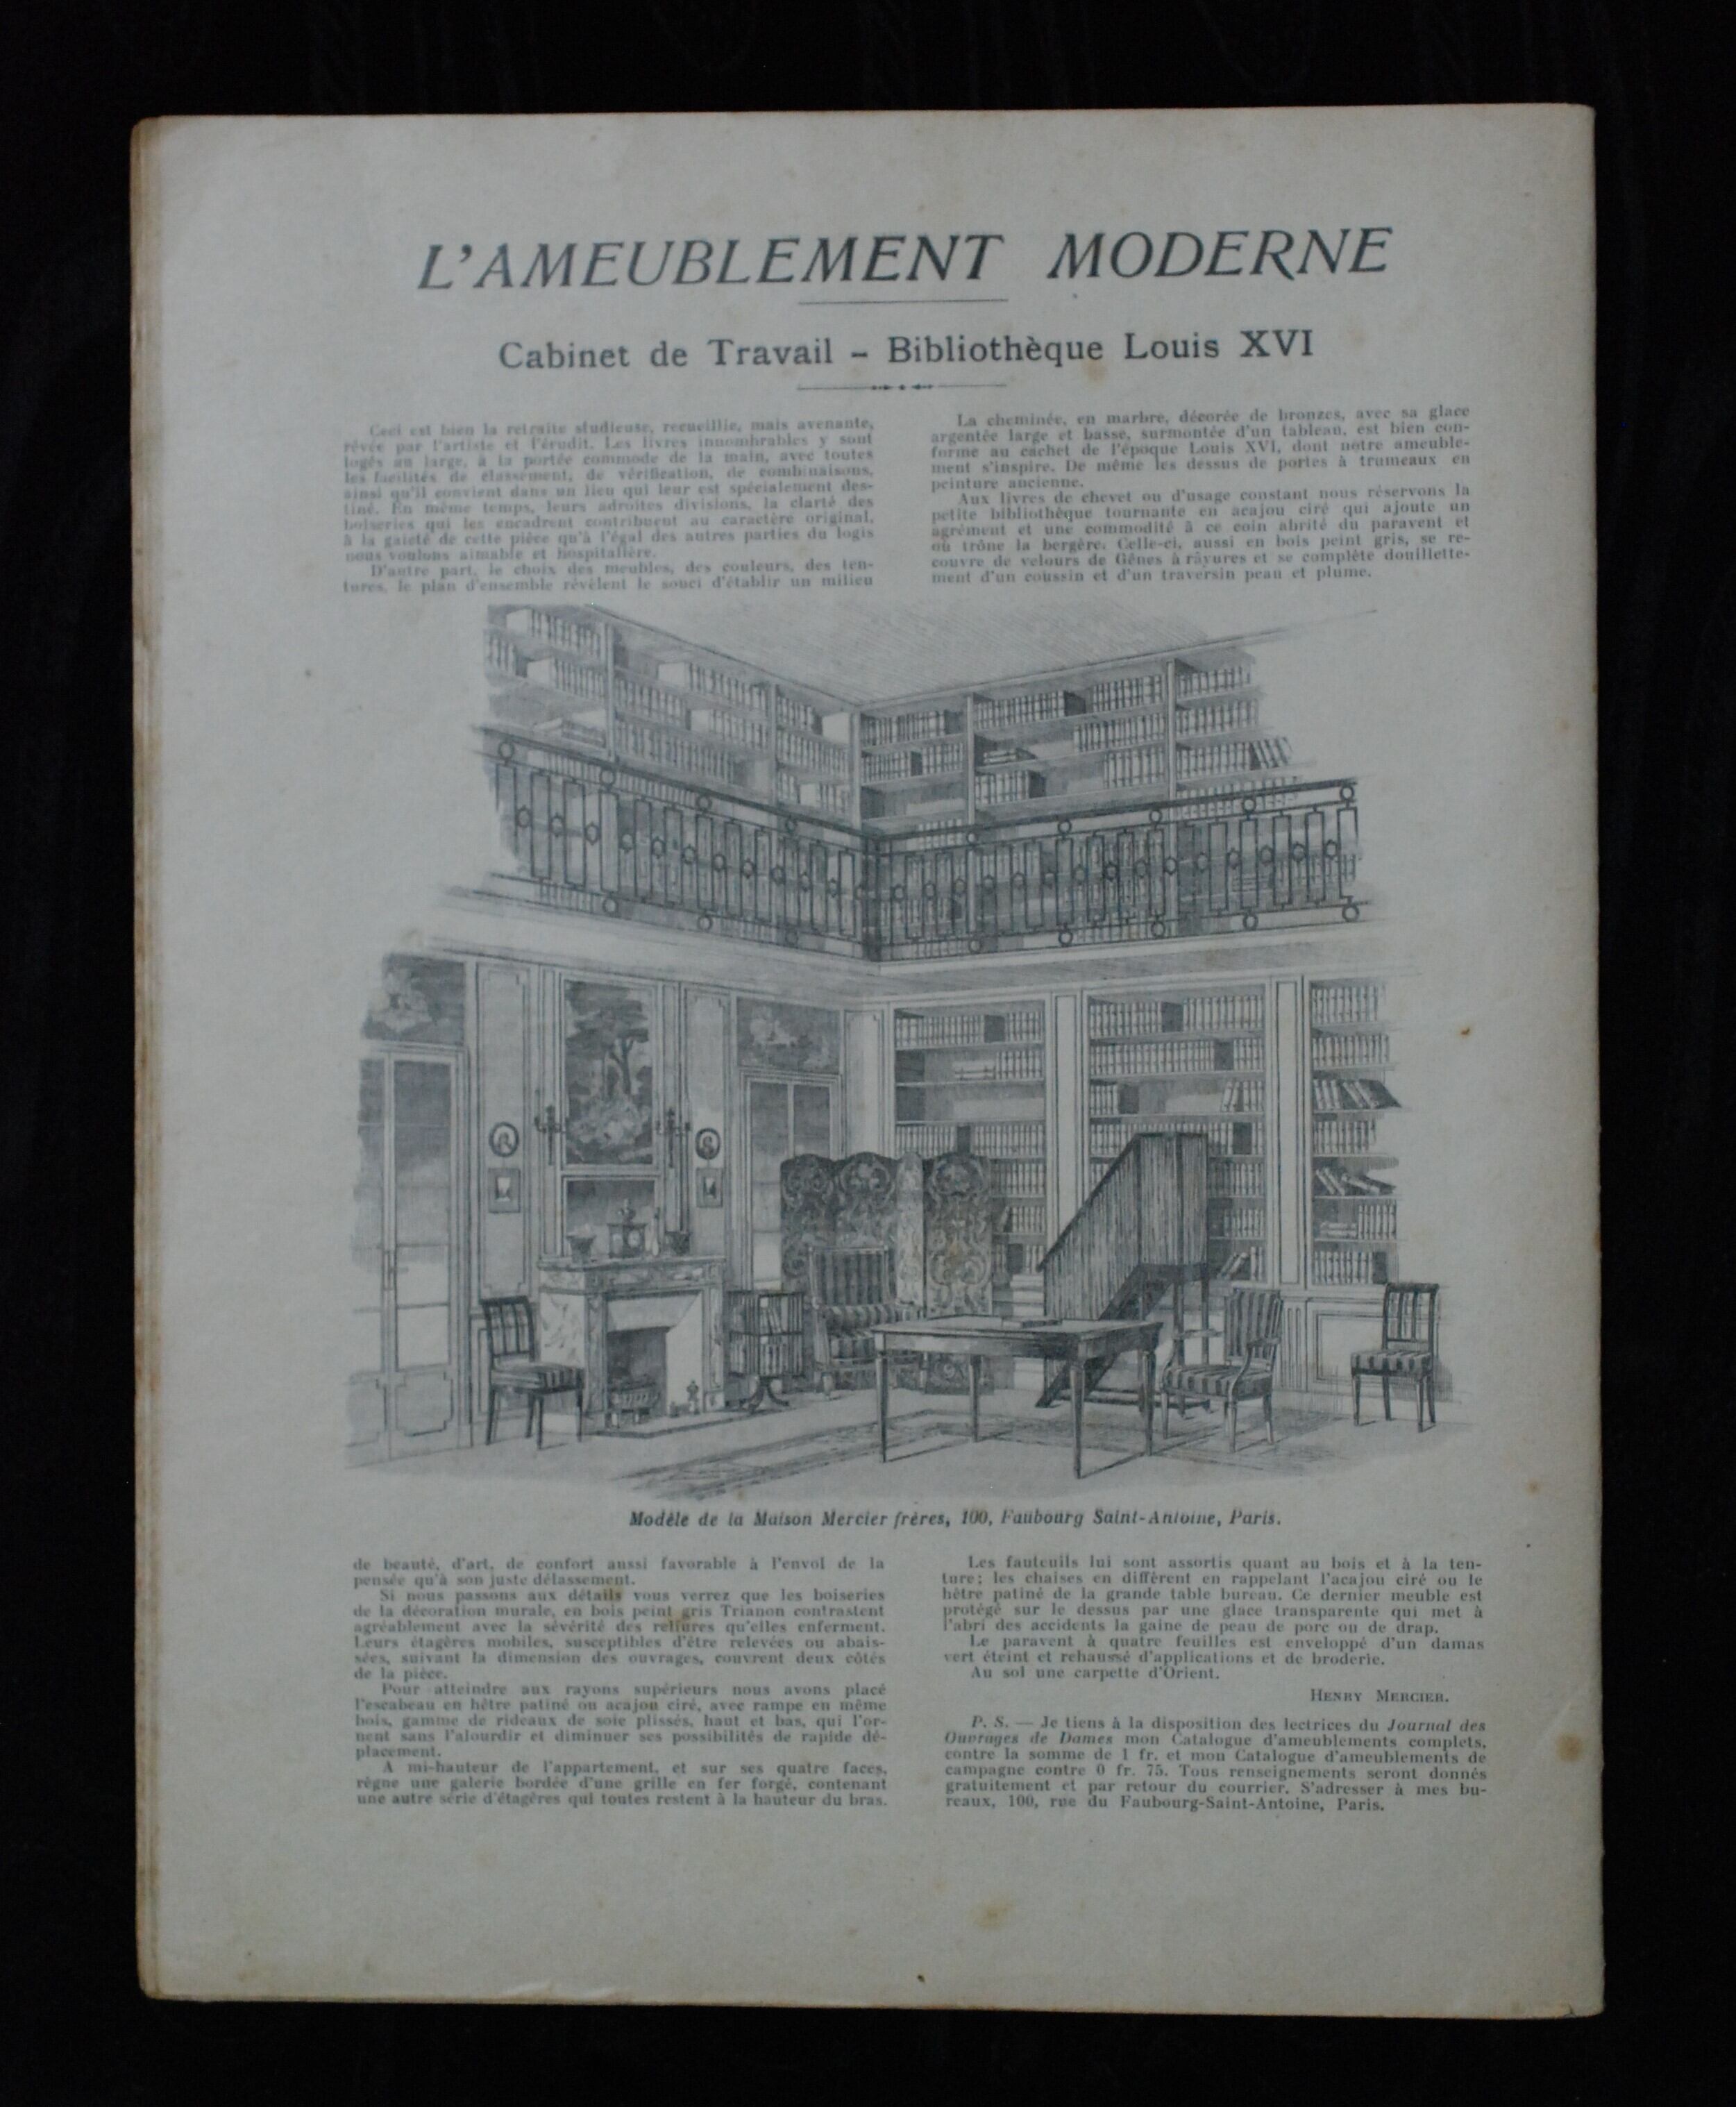 L'AMEUBLEMENT MODERNE
Cabinet de Travail – Bibliothèque Louis XVI
Ceci est bien la retraite studieuse, recueillie, mais avenante,
rêvée par l'artiste et l'érudit. Les livres innombrables y sont
logés au large, à la portée commode de la main, avec toutes
les facilités de classement, de vérification, de combinaisons,
ainsi qu'il convient dans un lieu qui leur est spécialement des-
tiné. En même temps, leurs adroites divisions, la clarté des
boiseries qui les encadrent contribuent au caractère original,
à la gaieté de cette pièce qu'à l'égal des autres parties du logis
nous voulons aimable et hospitalière.
D'autre part, le choix des meubles, des couleurs, des ten-
tures, le plan d'ensemble révèlent le souci d'établir un milieu
La cheminée, en marbre, décorée de bronzes, avec sa glace
argentée large et basse, surmontée d'un tableau, est bien con-
forme au cachet de l'époque Louis XVI, dont notre ameuble-
ment s'inspire. De même les dessus de portes à trumeaux en
peinture ancienne.
Aux livres de chevet ou d'usage constant nous réservons la
petite bibliothèque tournante en acajou ciré qui ajoute un
agrément et une commodité à ce coin abrité du paravent et
où trône la bergère. Celle-ci, aussi en bois peint gris, se re-
couvre de velours de Gênes à rayures et se complète douillette-
ment d'un coussin et d'un traversin peau et plume.
Modèle de la Maison Mercier frères, 100, Faubourg Saint-Antoine, Paris.
de beauté, d'art, de confort aussi favorable à l'envol de la
pensée qu'à son juste délassement.
Si nous passons aux détails vous verrez que les boiseries
de la décoration murale, en bois peint gris Trianon contrastent
agréablement avec la sévérité des reliures qu'elles enferment.
Leurs étagères mobiles, susceptibles d'être relevées ou abais-
sées, suivant la dimension des ouvrages, couvrent deux côtés
de la pièce.
Pour atteindre aux rayons supérieurs nous avons placé
l'escabeau en hêtre patiné ou acajou ciré, avec rampe en même
bois, gamme de rideaux de soie plissés, haut et bas, qui l'or-
nent sans l'alourdir et diminuer ses possibilités de rapide dé-
placement.
A mi-hauteur de l'appartement, et sur ses quatre faces,
règne une galerie bordée d'une grille en fer forgé, contenant
une autre série d'étagères qui toutes restent à la hauteur du bras.
Les fauteuils lui sont assortis quant au bois et à la ten-
ture; les chaises en diffèrent en rappelant l'acajou ciré ou le
hêtre patiné de la grande table bureau. Ce dernier meuble est
protégé sur le dessus par une glace transparente qui met à
l'abri des accidents la gaine de peau de porc ou de drap.
Le paravent à quatre feuilles est enveloppé d'un damas
vert éteint et rehaussé d'applications et de broderie.
Au sol une carpette d'Orient.
HENRY MERCIER.
P. S. — Je tiens à la disposition des lectrices du Journal des
Ouvrages de Dames mon Catalogue d'ameublements complets,
contre la somme de 1 fr. et mon Catalogue d'ameublements de
campagne contre 0 fr. 75. Tous renseignements seront donnés
gratuitement et par retour du courrier. S'adresser à mes bu-
reaux, 100, rue du Faubourg-Saint-Antoine, Paris.